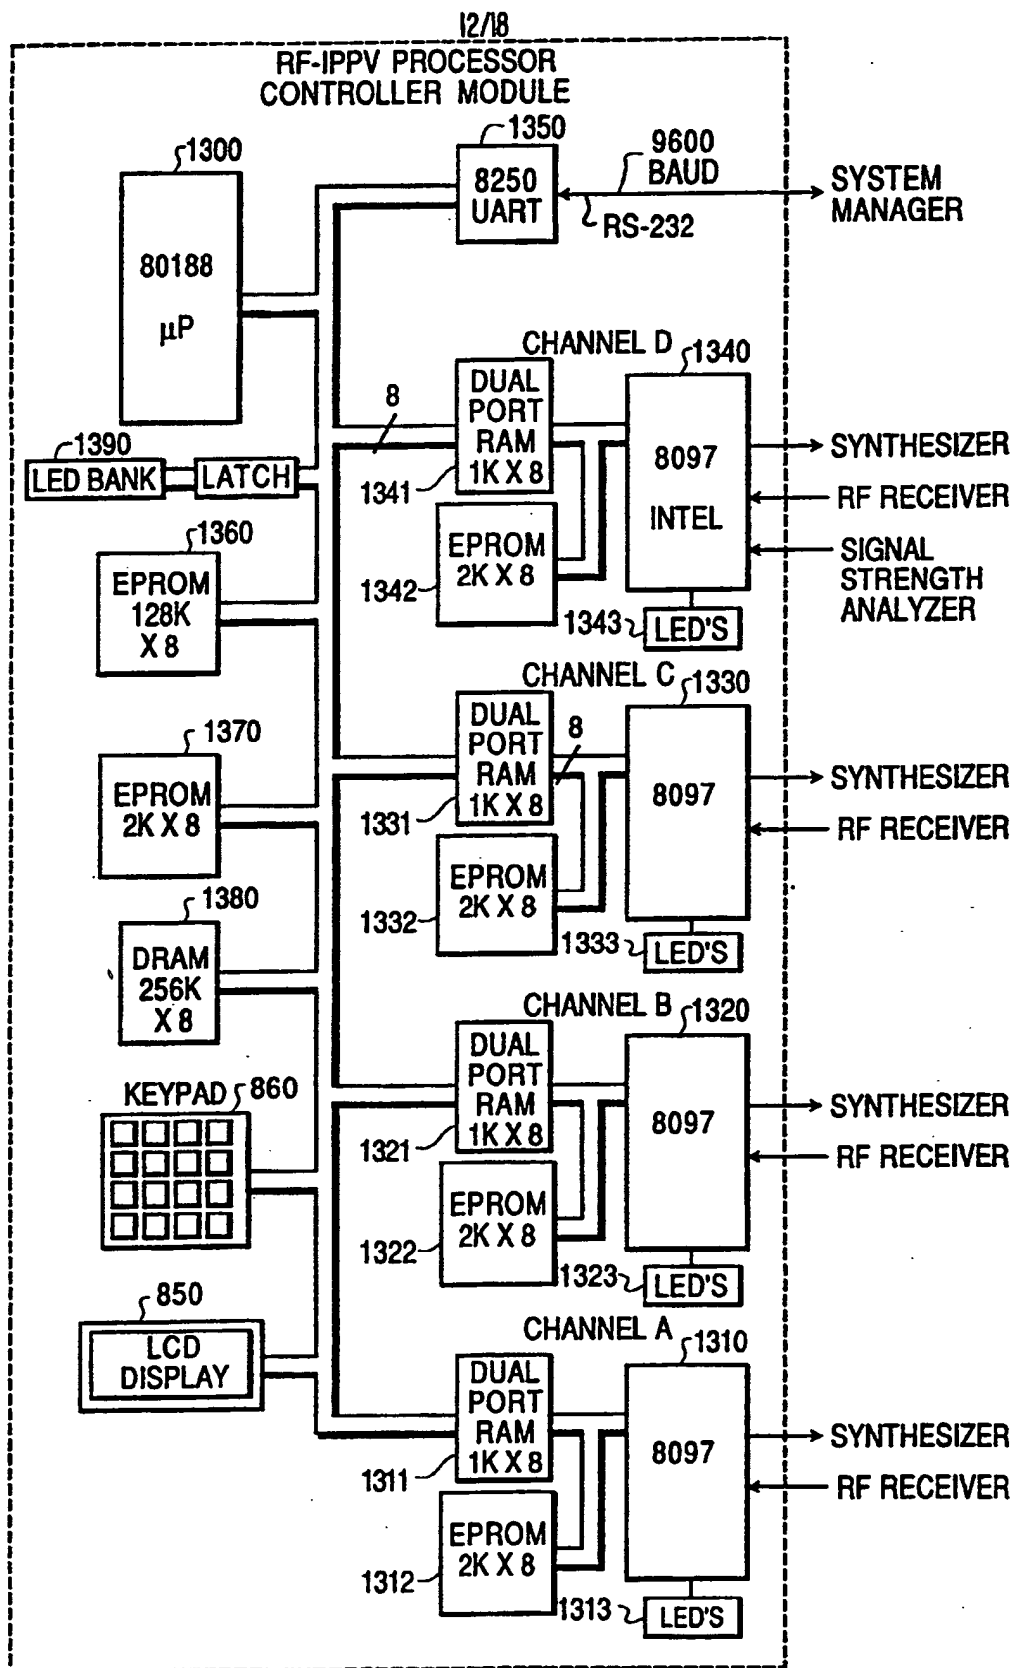 12/18
RF-IPPV PROCESSOR
CONTROLLER MODULE
1300
80188
µP
1350
8250
UART
9600
BAUD
RS-232
SYSTEM
MANAGER
1390
LED BANK
LATCH
8
CHANNEL D
DUAL
PORT
RAM
1K X 8
1341
EPROM
2K X 8
1342
1340
8097
INTEL
1343
LED'S
SYNTHESIZER
RF RECEIVER
SIGNAL
STRENGTH
ANALYZER
1360
EPROM
128K
X 8
CHANNEL C
DUAL
PORT
RAM
1K X 8
1331
8
EPROM
2K X 8
1332
1330
8097
1333
LED'S
SYNTHESIZER
RF RECEIVER
1370
EPROM
2K X 8
1380
DRAM
256K
X 8
CHANNEL B
DUAL
PORT
RAM
1K X 8
1321
EPROM
2K X 8
1322
1320
8097
1323
LED'S
SYNTHESIZER
RF RECEIVER
KEYPAD
860
850
LCD
DISPLAY
CHANNEL A
DUAL
PORT
RAM
1K X 8
1311
EPROM
2K X 8
1312
1310
8097
1313
LED'S
SYNTHESIZER
RF RECEIVER